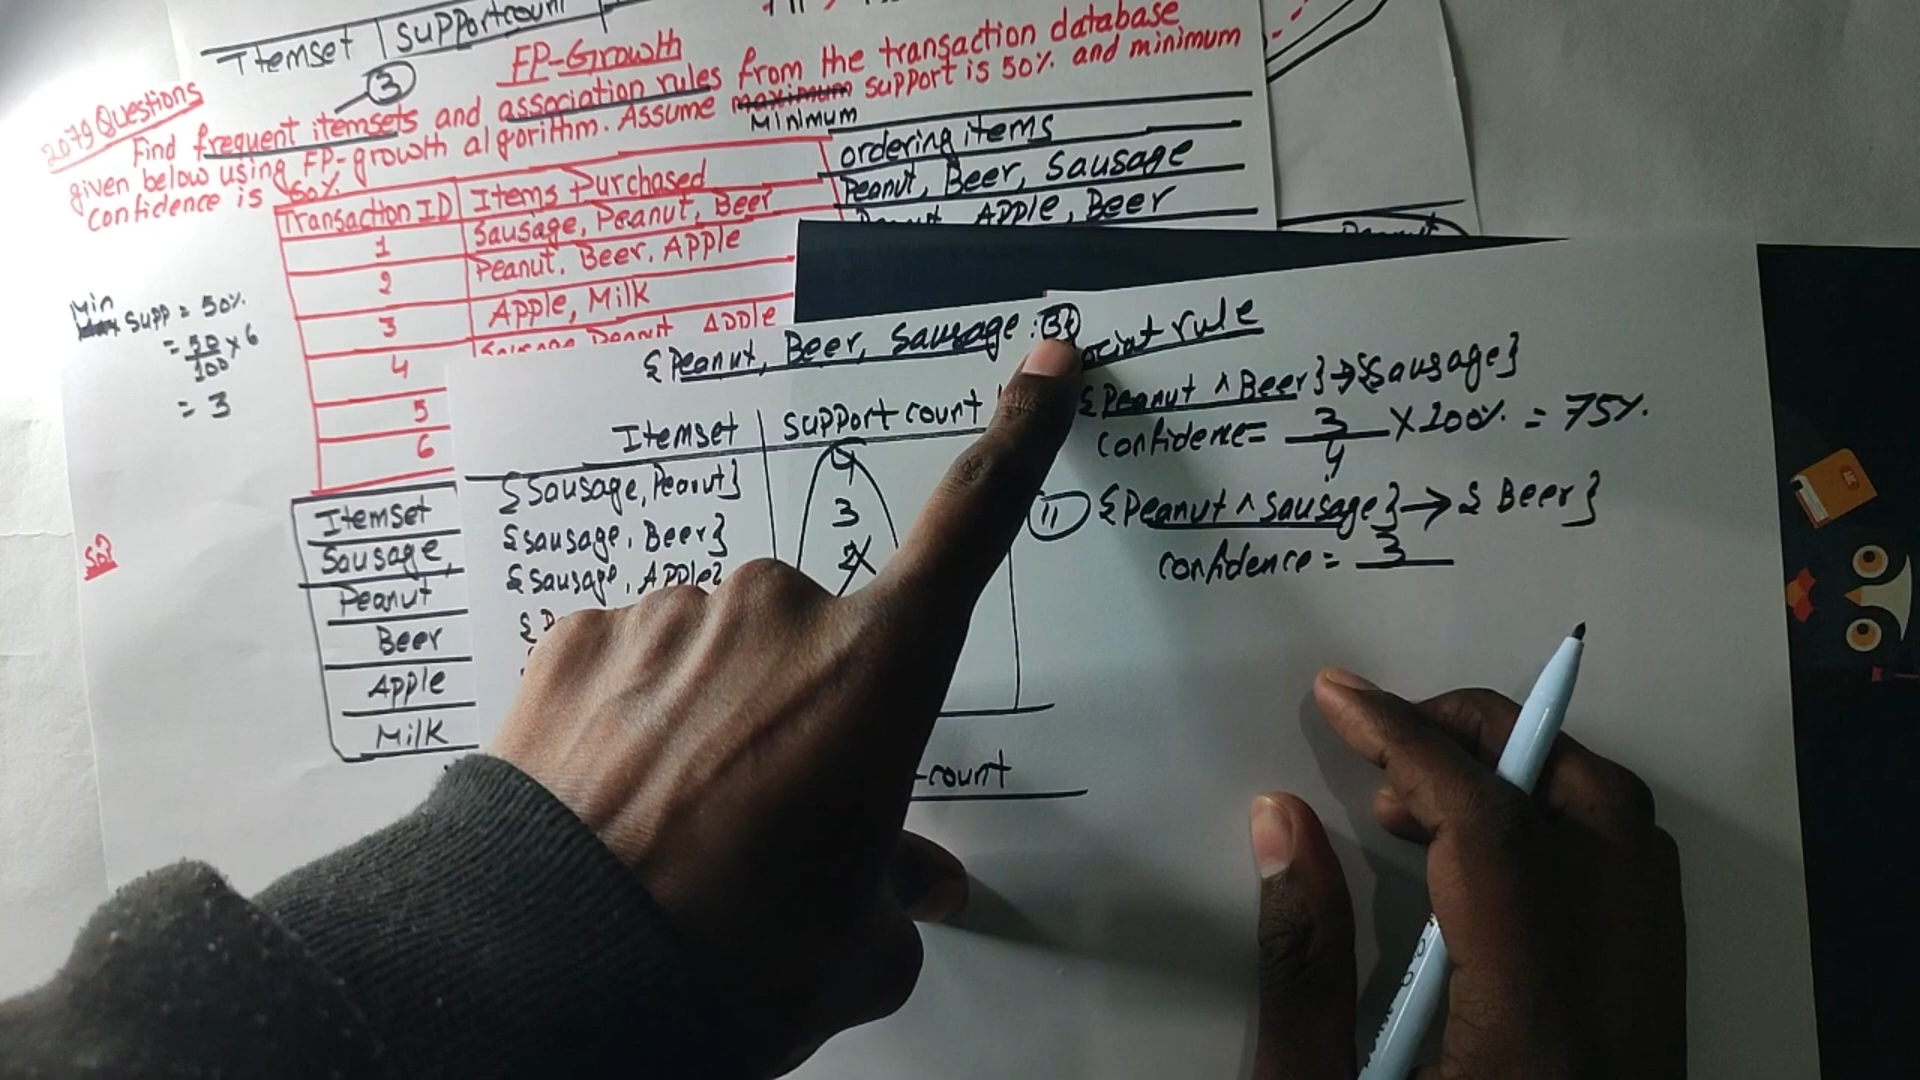 Itemset | supportcount
FP-Growth
2079 Questions
3
Find frequent itemsets and association rules from the transaction database
given below using FP-growth algorithm. Assume maximum support is 50% and minimum
Minimum
confidence is 60%.
Transaction ID | Items Purchased | ordering items
1 | Sausage, Peanut, Beer | Peanut, Beer, Sausage
2 | Peanut, Beer, Apple | Apple, Beer
3 | Apple, Milk
4 | Peanut Apple
5
6
Min
Supp = 50%
= 50/100 x 6
= 3
{Peanut, Beer, Sausage : 3}
rule
{Peanut ^ Beer} → {Sausage}
confidence = 3/4 × 100% = 75%.
II {Peanut ^ Sausage} → {Beer}
confidence = 3
Itemset | support count
{Sausage, Peanut} | 4
{sausage, Beer} | 3
{sausage, Apple} | 2
count
Itemset
Sausage
Peanut
Beer
Apple
Milk